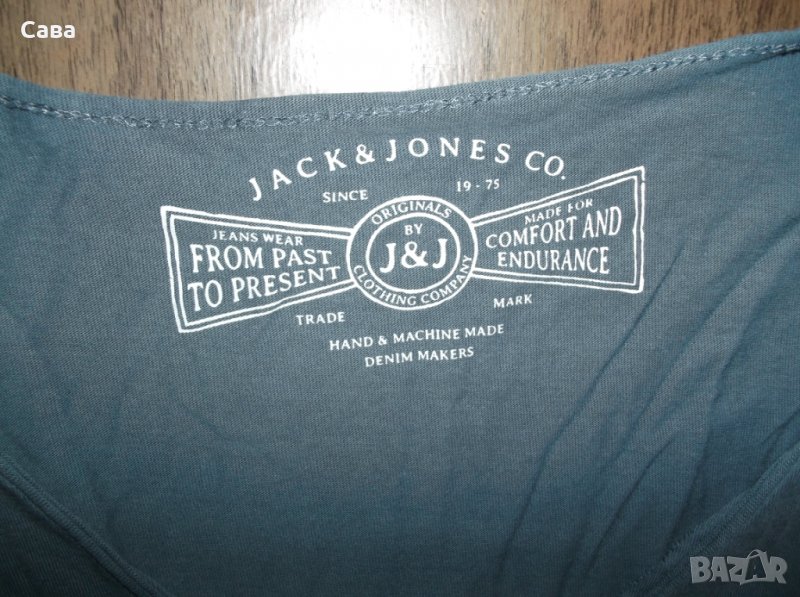 Сава
JACK & JONES CO.
SINCE 19 - 75
JEANS WEAR
FROM PAST
TO PRESENT
ORIGINALS
BY
J&J
CLOTHING COMPANY
MADE FOR
COMFORT AND
ENDURANCE
TRADE MARK
HAND & MACHINE MADE
DENIM MAKERS
BAZAR